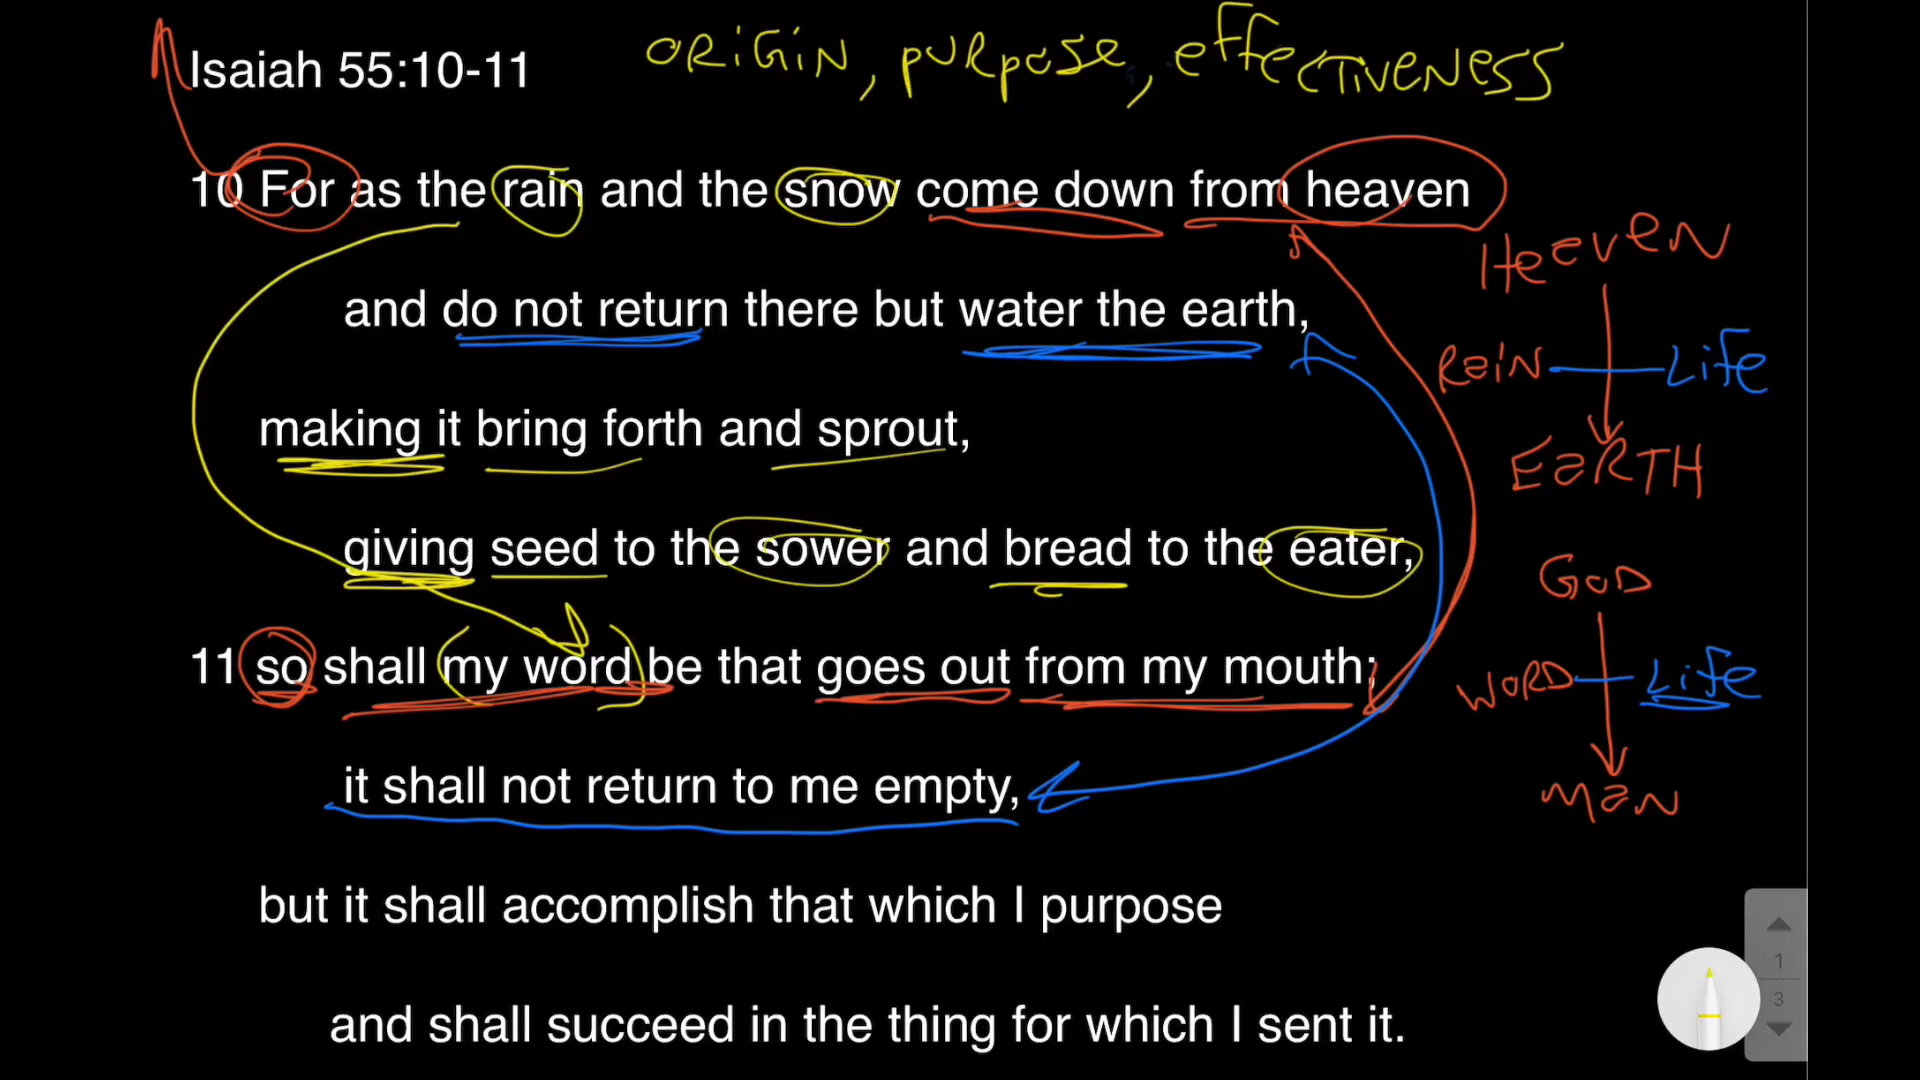 Isaiah 55:10-11
ORIGIN, PURPOSE, EFFECTIVENESS
10 For as the rain and the snow come down from heaven
HEAVEN
and do not return there but water the earth,
RAIN LIFE
making it bring forth and sprout,
EARTH
giving seed to the sower and bread to the eater,
GOD
11 so shall my word be that goes out from my mouth;
WORD LIFE
it shall not return to me empty,
MAN
but it shall accomplish that which I purpose
and shall succeed in the thing for which I sent it.
1
3